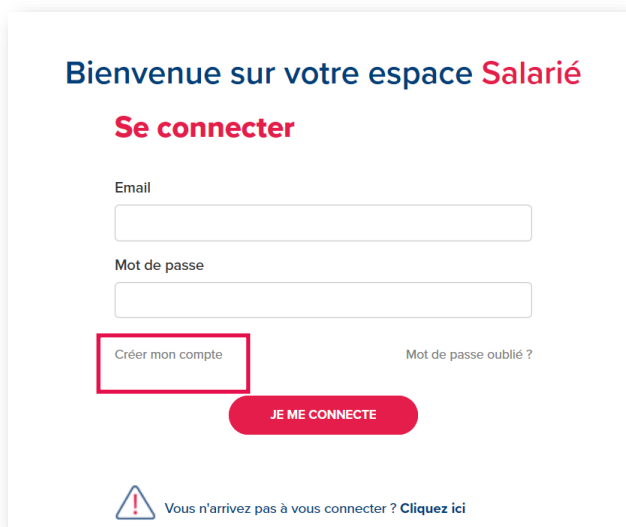 Bienvenue sur votre espace Salarié
Se connecter
Email
Mot de passe
Créer mon compte
Mot de passe oublié ?
JE ME CONNECTE
Vous n'arrivez pas à vous connecter ? Cliquez ici